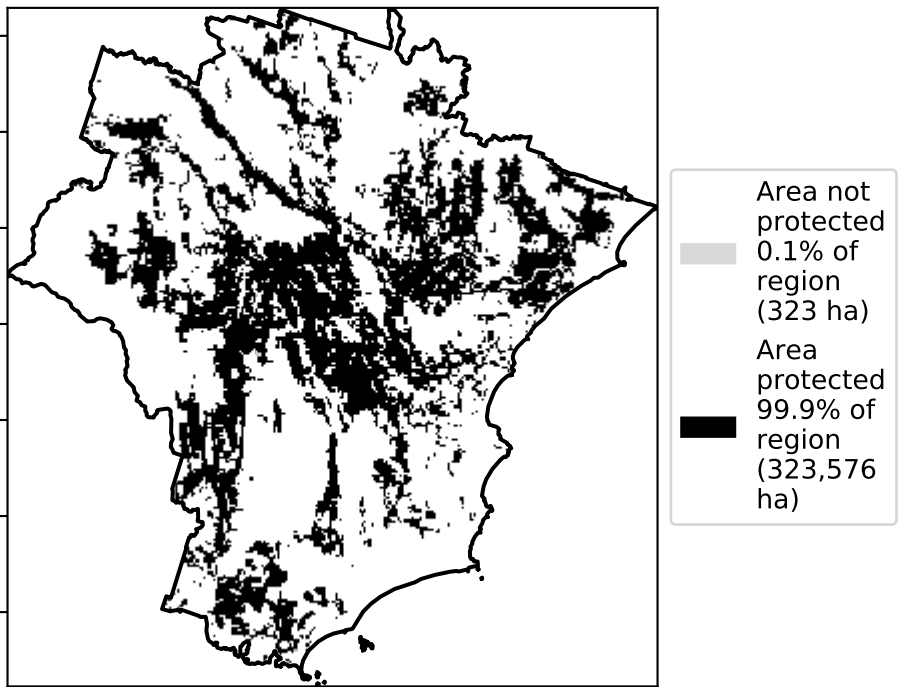 Area not
protected
0.1% of
region
(323 ha)
Area
protected
99.9% of
region
(323,576
ha)